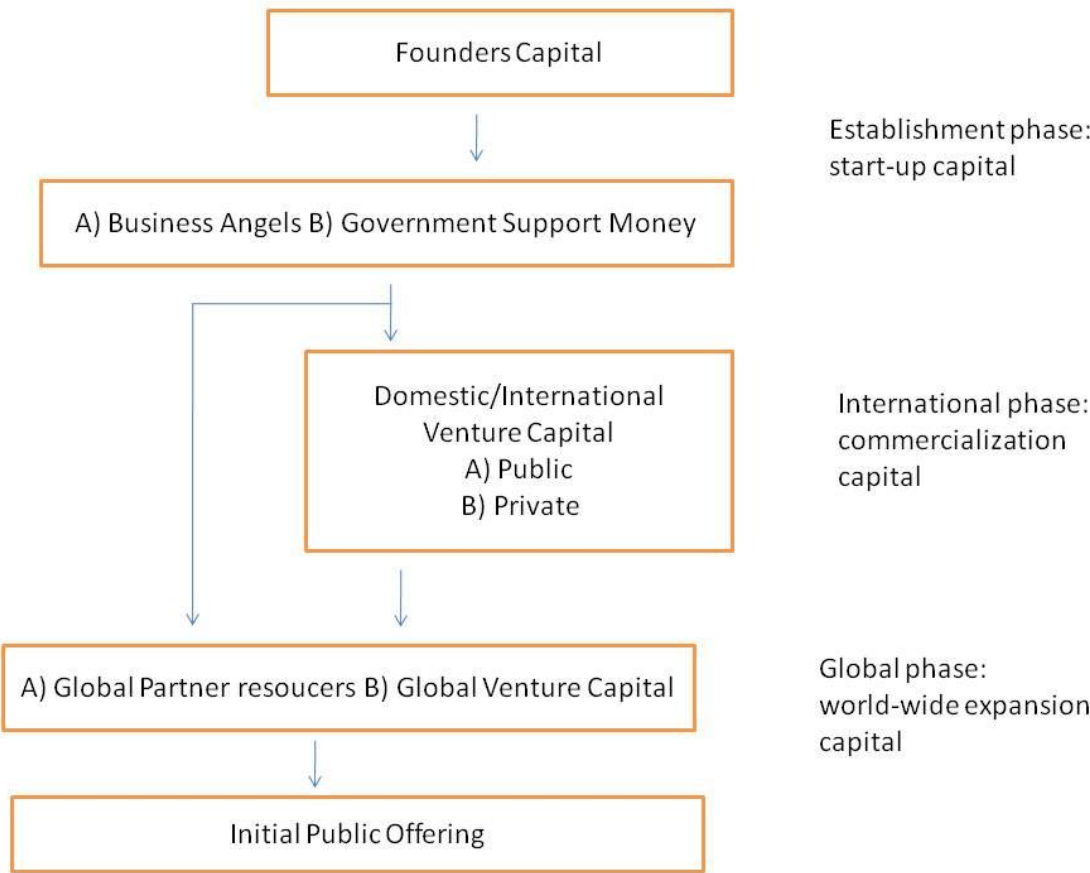 Founders Capital
Establishment phase:
start-up capital
A) Business Angels B) Government Support Money
Domestic/International
Venture Capital
A) Public
B) Private
International phase:
commercialization
capital
A) Global Partner resoucers B) Global Venture Capital
Global phase:
world-wide expansion
capital
Initial Public Offering